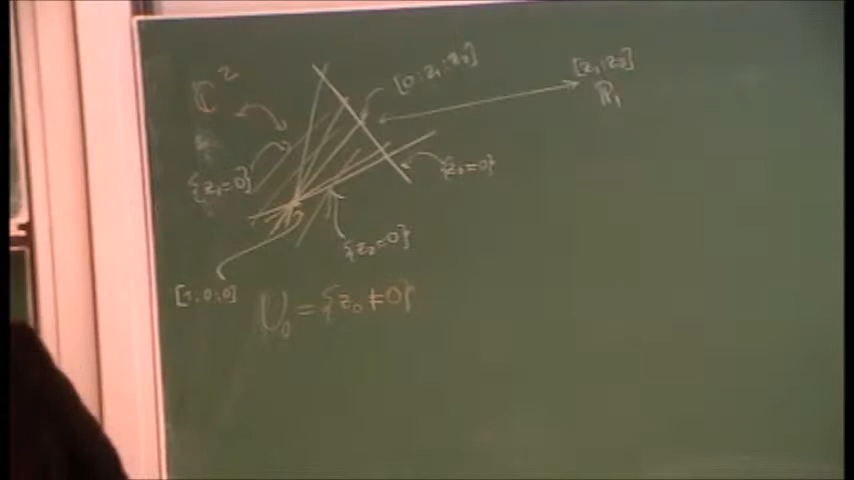 ℂ²
[0:z₁:z₂]
[z₁:z₂]
ℙ₁
{z₁=0}
{z₀=0}
{z₂=0}
[1:0:0]
U₀ = {z₀≠0}